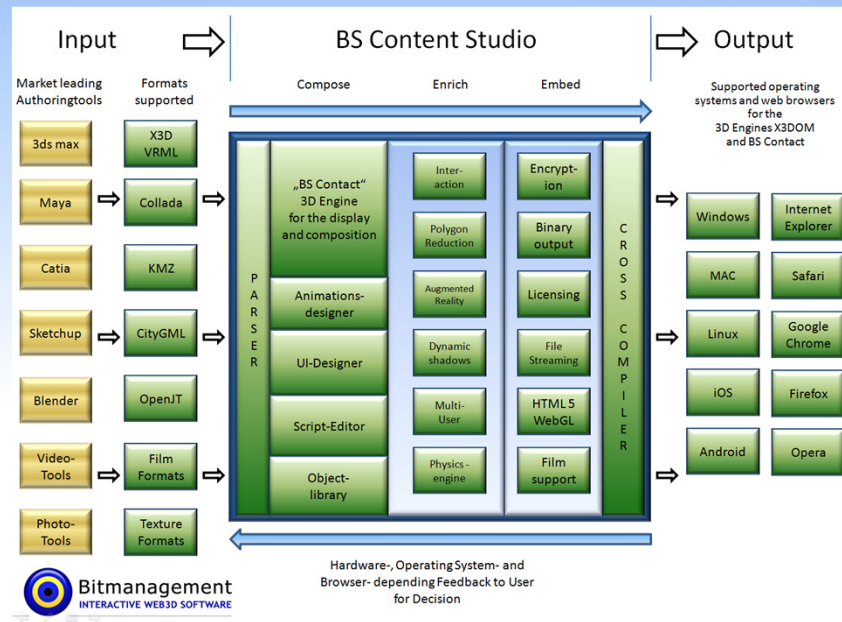 Input
BS Content Studio
Output
Market leading
Authoringtools
Formats
supported
Compose
Enrich
Embed
Supported operating
systems and web browsers
for the
3D Engines X3DOM
and BS Contact
3ds max
Maya
Catia
Sketchup
Blender
Video-
Tools
Photo-
Tools
X3D
VRML
Collada
KMZ
CityGML
OpenJT
Film
Formats
Texture
Formats
PARSER
„BS Contact“
3D Engine
for the display
and composition
Animations-
designer
UI-Designer
Script-Editor
Object-
library
Inter-
action
Polygon
Reduction
Augmented
Reality
Dynamic
shadows
Multi-
User
Physics -
engine
Encrypt-
ion
Binary
output
Licensing
File
Streaming
HTML 5
WebGL
Film
support
CROSS COMPILER
Windows
MAC
Linux
iOS
Android
Internet
Explorer
Safari
Google
Chrome
Firefox
Opera
Hardware-, Operating System- and
Browser- depending Feedback to User
for Decision
Bitmanagement
INTERACTIVE WEB3D SOFTWARE